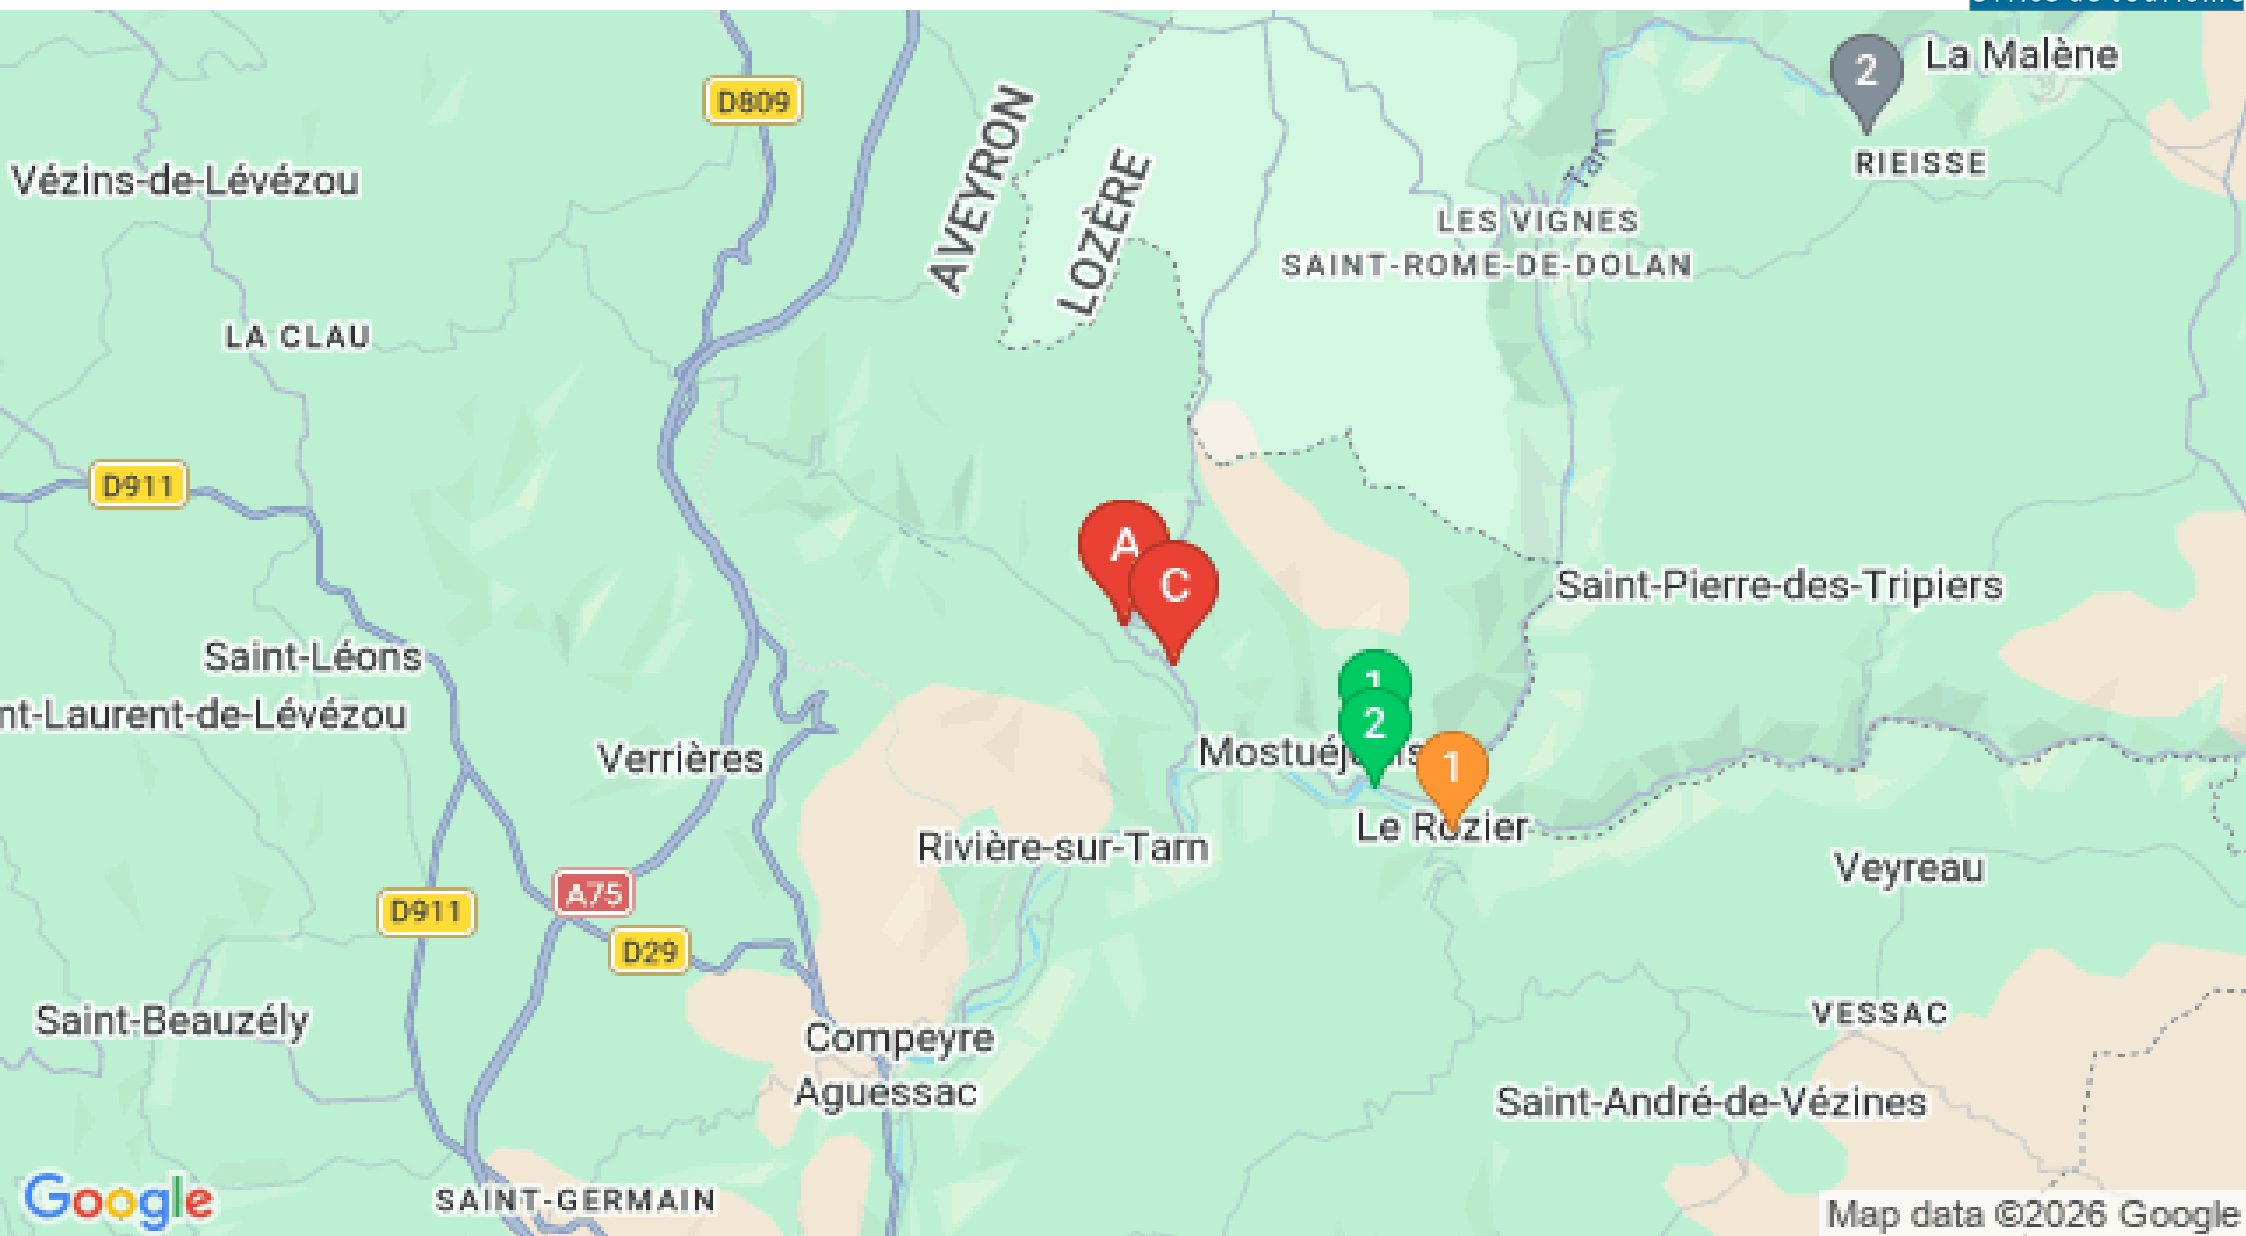 La Malène
2
D809
RIEISSE
Vézins-de-Lévézou
AVEYRON
LOZÈRE
Tarn
LES VIGNES
SAINT-ROME-DE-DOLAN
LA CLAU
D911
A
C
Saint-Pierre-des-Tripiers
Saint-Léons
1
2
nt-Laurent-de-Lévézou
Verrières
1
Le Rozier
Rivière-sur-Tarn
Veyreau
A75
D911
D29
Saint-Beauzély
VESSAC
Compeyre
Aguessac
Saint-André-de-Vézines
SAINT-GERMAIN
Google
Map data ©2026 Google